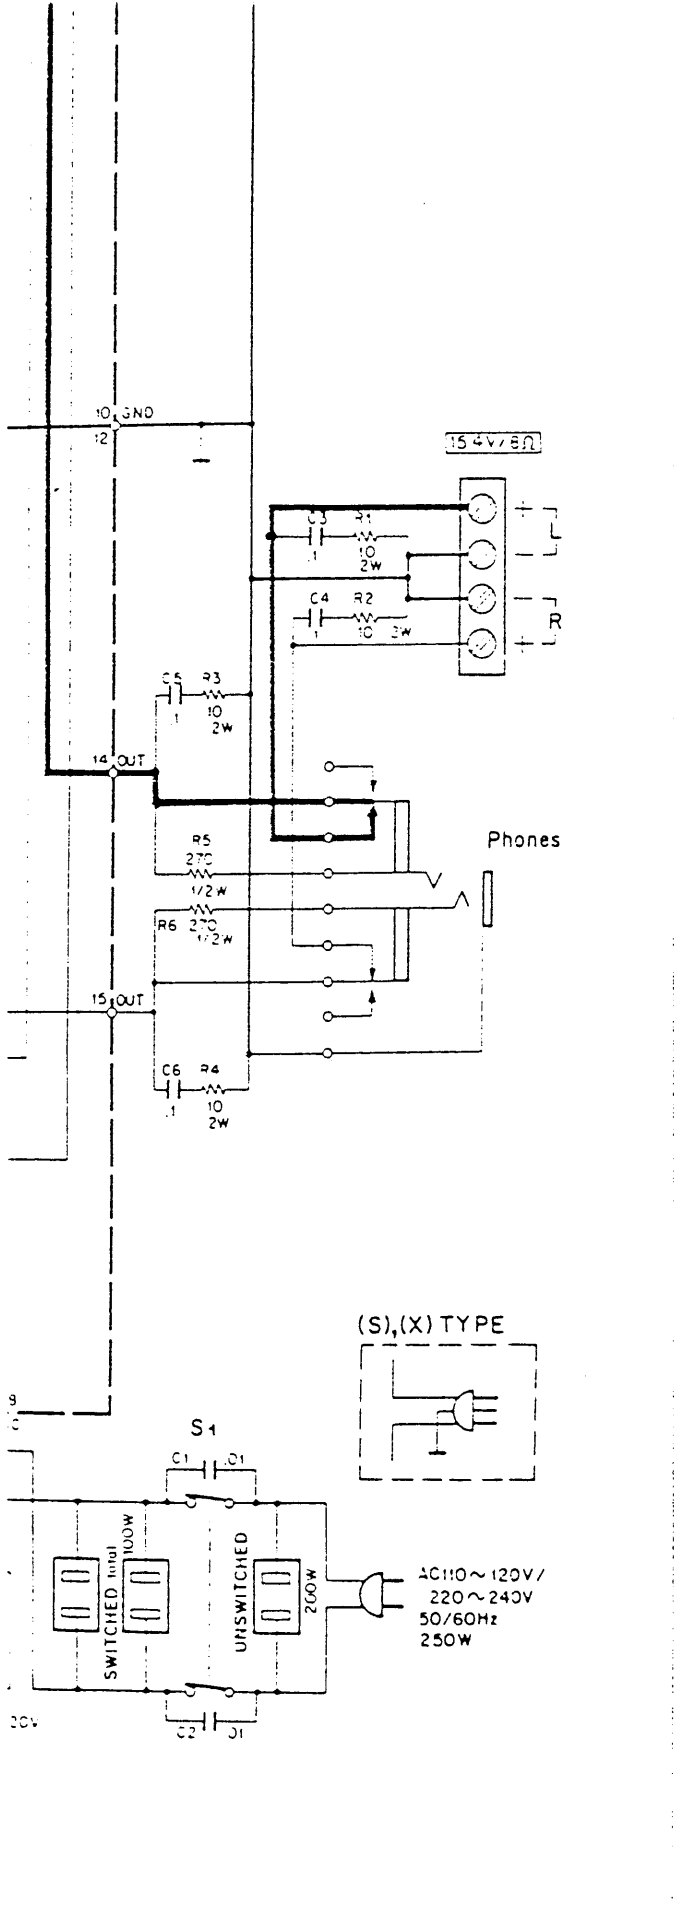 10 GND
12
15.4V/8Ω
C3 R1
.1 10
2W
+
L
−
C4 R2
.1 10 2W
−
R
+
C5 R3
.1 10
2W
14 OUT
R5
270
1/2W
Phones
R6 270
1/2W
15 OUT
C6 R4
.1 10
2W
(S),(X) TYPE
9
S1
C1 .01
SWITCHED total 100W
UNSWITCHED
200W
AC110~120V/
220~240V
50/60Hz
250W
C2 .01